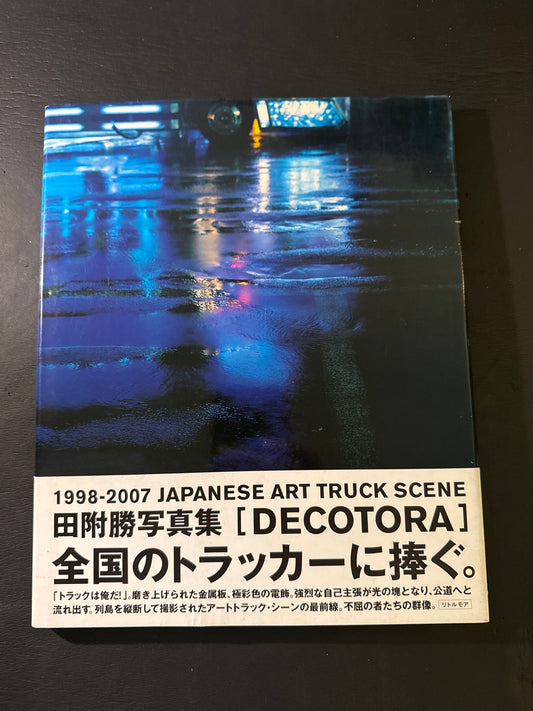 1998-2007 JAPANESE ART TRUCK SCENE
田附勝写真集［DECOTORA］
全国のトラッカーに捧ぐ。
「トラックは俺だ！」。磨き上げられた金属板、極彩色の電飾。強烈な自己主張が光の塊となり、公道へと
流れ出す。列島を縦断して撮影されたアートトラック・シーンの最前線。不屈の者たちの群像。 リトルモア